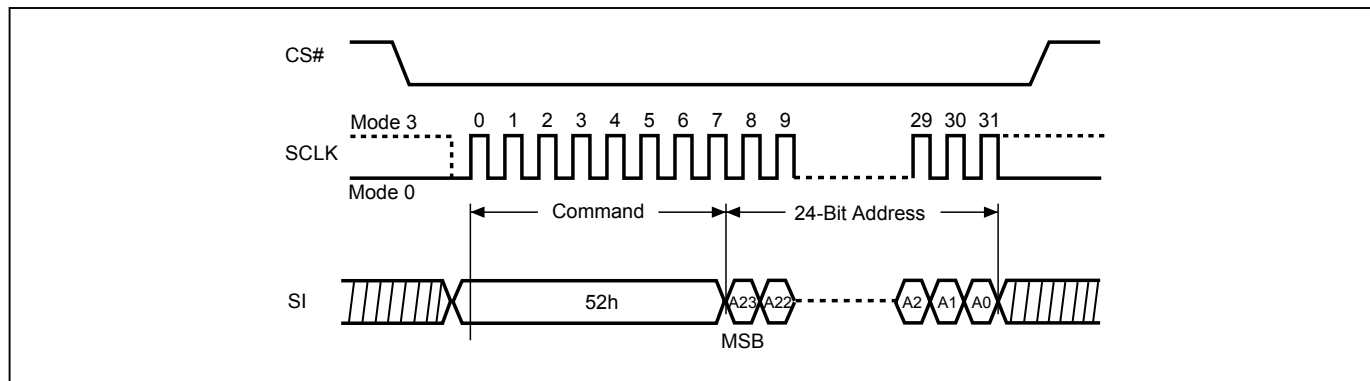 CS#
Mode 3
0 1 2 3 4 5 6 7 8 9 29 30 31
SCLK
Mode 0
Command 24-Bit Address
SI 52h A23 A22 A2 A1 A0
MSB